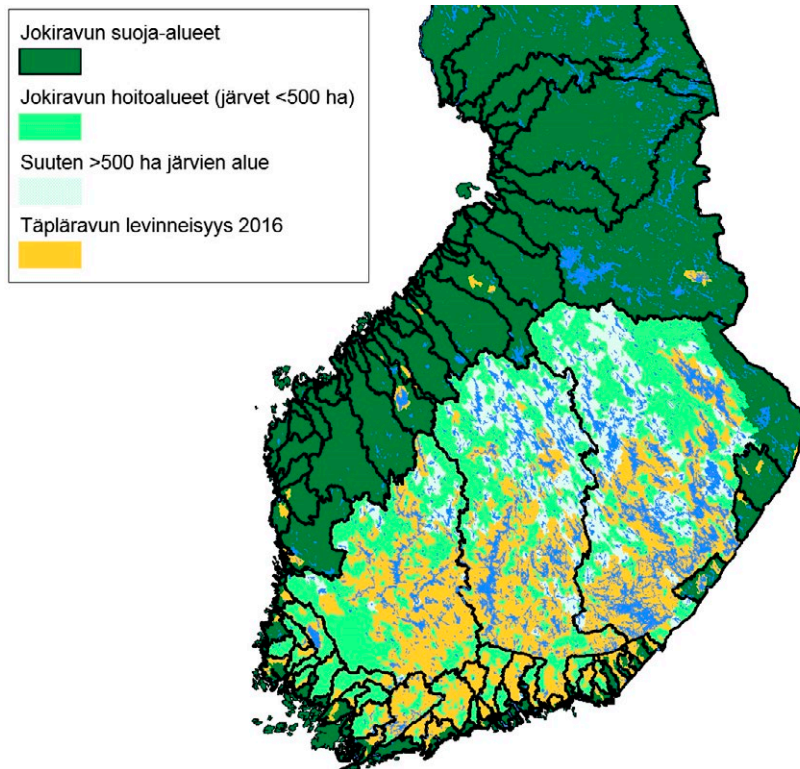 Jokiravun suoja-alueet
Jokiravun hoitoalueet (järvet <500 ha)
Suuten >500 ha järvien alue
Täpläravun levinneisyys 2016